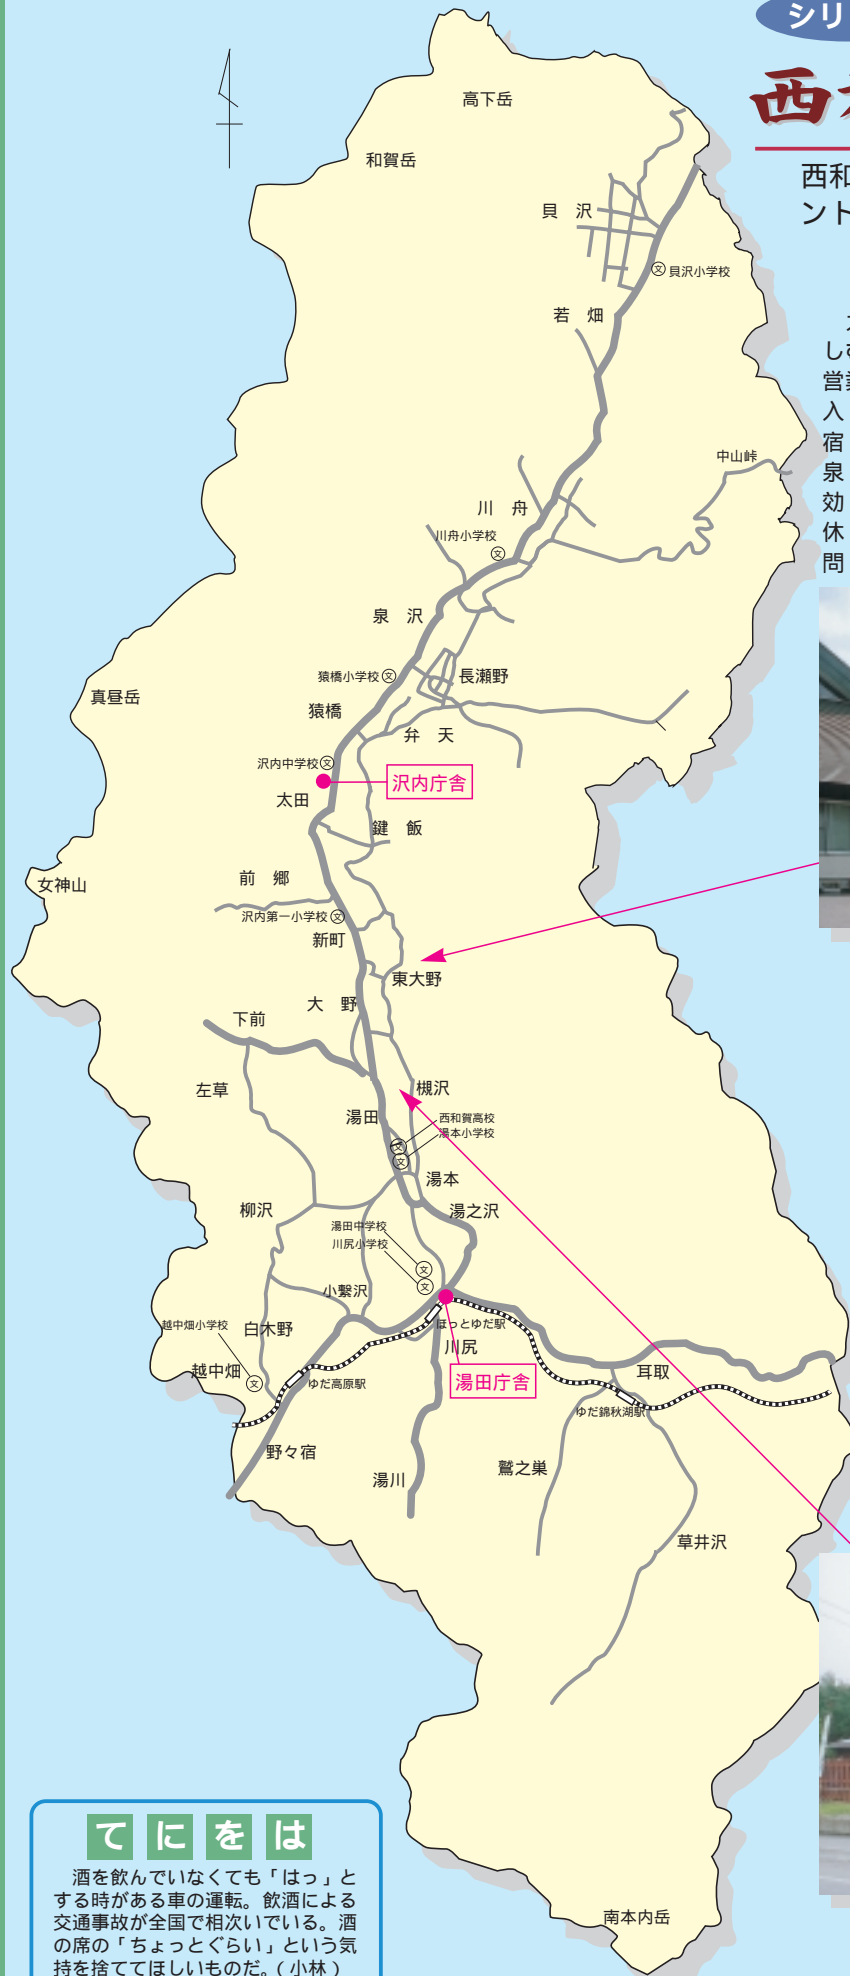 シリ
西
西和
ント
しむ
営業
入
宿
泉
効
休
問
高下岳
和賀岳
貝　沢
貝沢小学校
若　畑
中山峠
川　舟
川舟小学校
泉　沢
猿橋小学校
長瀬野
真昼岳
猿橋
弁　天
沢内中学校
沢内庁舎
太田
鍵　飯
前　郷
女神山
沢内第一小学校
新町
東大野
大　野
下前
左草
槻沢
湯田
西和賀高校
湯本小学校
湯本
柳沢
湯之沢
湯田中学校
川尻小学校
小繋沢
越中畑小学校
白木野
ほっとゆだ駅
川尻
越中畑
ゆだ高原駅
湯田庁舎
耳取
ゆだ錦秋湖駅
野々宿
湯川
鷲之巣
草井沢
南本内岳
てにをは
　酒を飲んでいなくても「はっ」と
する時がある車の運転。飲酒による
交通事故が全国で相次いでいる。酒
の席の「ちょっとぐらい」という気
持を捨ててほしいものだ。(小林)